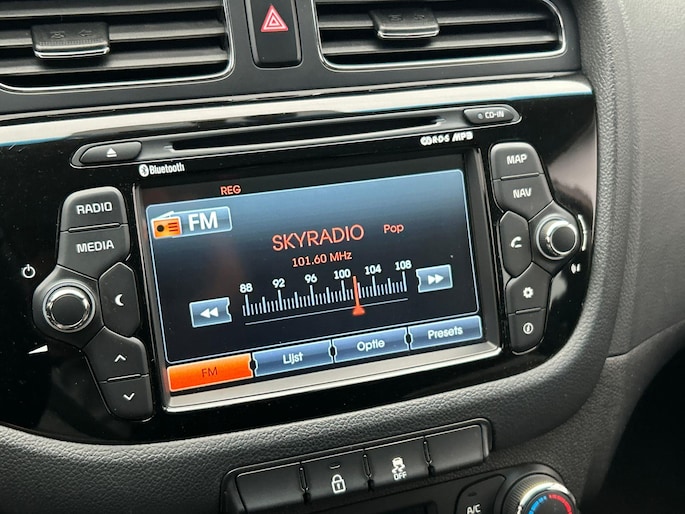 CD-IN
CD R-D-S MP3
Bluetooth
MAP
RADIO
REG
FM
NAV
SKYRADIO Pop
MEDIA
101.60 MHz
88 92 96 100 104 108
FM Lijst Optie Presets
OFF
A/C